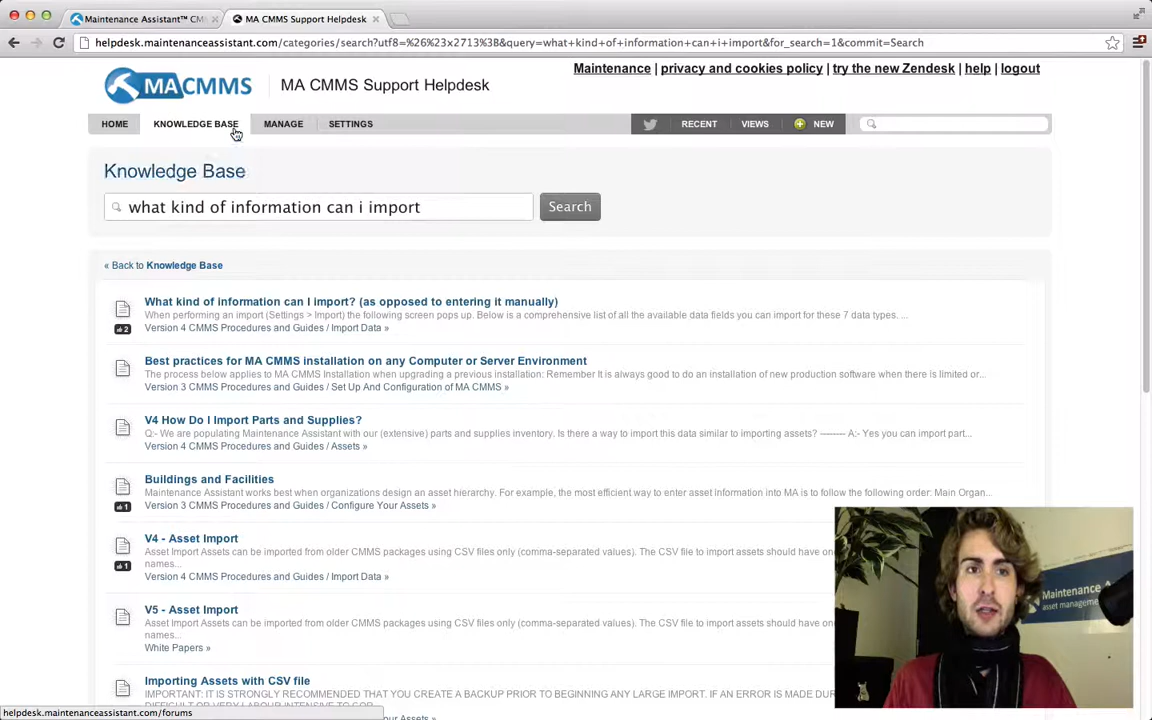 Maintenance Assistant™ CM
MA CMMS Support Helpdesk
helpdesk.maintenanceassistant.com/categories/search?utf8=%26%23x2713%3B&query=what+kind+of+information+can+i+import&for_search=1&commit=Search
Maintenance | privacy and cookies policy | try the new Zendesk | help | logout
MACMMS
MA CMMS Support Helpdesk
HOME KNOWLEDGE BASE MANAGE SETTINGS RECENT VIEWS NEW
Knowledge Base
what kind of information can i import
Search
« Back to Knowledge Base
What kind of information can I import? (as opposed to entering it manually)
When performing an import (Settings > Import) the following screen pops up. Below is a comprehensive list of all the available data fields you can import for these 7 data types. ...
2
Version 4 CMMS Procedures and Guides / Import Data »
Best practices for MA CMMS installation on any Computer or Server Environment
The process below applies to MA CMMS Installation when upgrading a previous installation: Remember It is always good to do an installation of new production software when there is limited or...
Version 3 CMMS Procedures and Guides / Set Up And Configuration of MA CMMS »
V4 How Do I Import Parts and Supplies?
Q:- We are populating Maintenance Assistant with our (extensive) parts and supplies inventory. Is there a way to import this data similar to importing assets? -------- A:- Yes you can import part...
Version 4 CMMS Procedures and Guides / Assets »
Buildings and Facilities
Maintenance Assistant works best when organizations design an asset hierarchy. For example, the most efficient way to enter asset Information into MA is to follow the following order: Main Organ...
1
Version 3 CMMS Procedures and Guides / Configure Your Assets »
V4 - Asset Import
Asset Import Assets can be imported from older CMMS packages using CSV files only (comma-separated values). The CSV file to import assets should have
names...
1
Version 4 CMMS Procedures and Guides / Import Data »
V5 - Asset Import
Asset Import Assets can be imported from older CMMS packages using CSV files only (comma-separated values). The CSV file to import assets should have
names...
White Papers »
Importing Assets with CSV file
IMPORTANT: IT IS STRONGLY RECOMMENDED THAT YOU CREATE A BACKUP PRIOR TO BEGINNING ANY LARGE IMPORT. IF AN ERROR IS MADE
Assets »
helpdesk.maintenanceassistant.com/forums
Maintenance
asset management